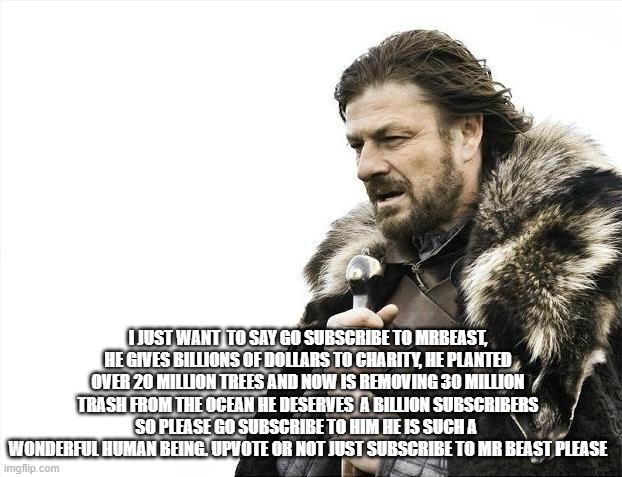 I JUST WANT TO SAY GO SUBSCRIBE TO MRBEAST,
HE GIVES BILLIONS OF DOLLARS TO CHARITY, HE PLANTED
OVER 20 MILLION TREES AND NOW IS REMOVING 30 MILLION
TRASH FROM THE OCEAN HE DESERVES A BILLION SUBSCRIBERS
SO PLEASE GO SUBSCRIBE TO HIM HE IS SUCH A
WONDERFUL HUMAN BEING. UPVOTE OR NOT JUST SUBSCRIBE TO MR BEAST PLEASE
imgflip.com